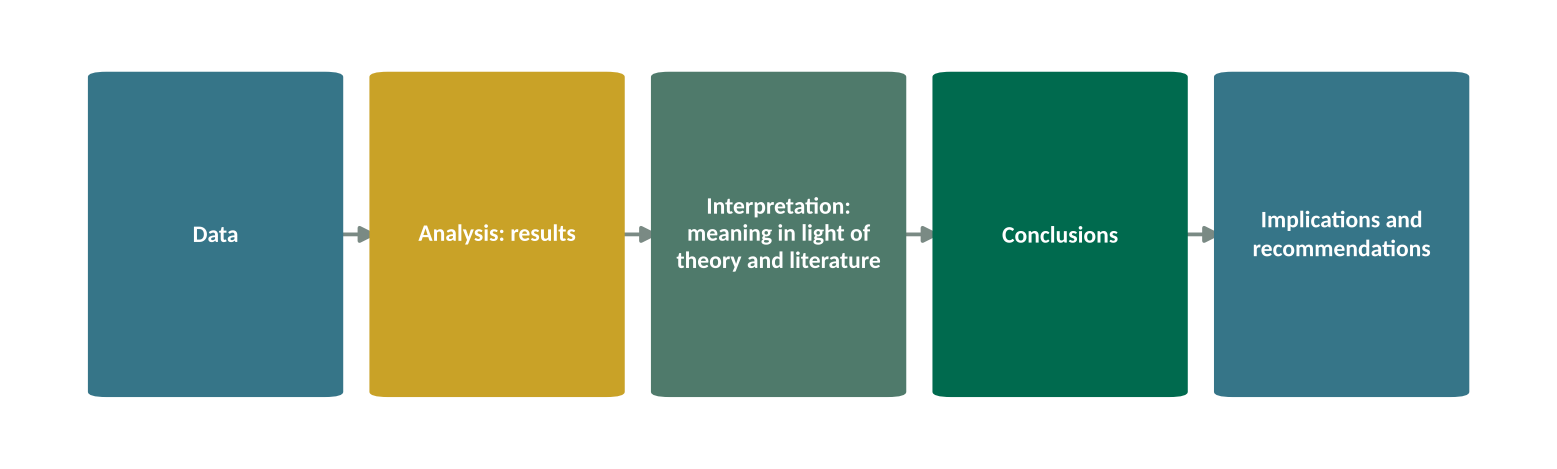 Data
Analysis: results
Interpretation:
meaning in light of
theory and literature
Conclusions
Implications and
recommendations